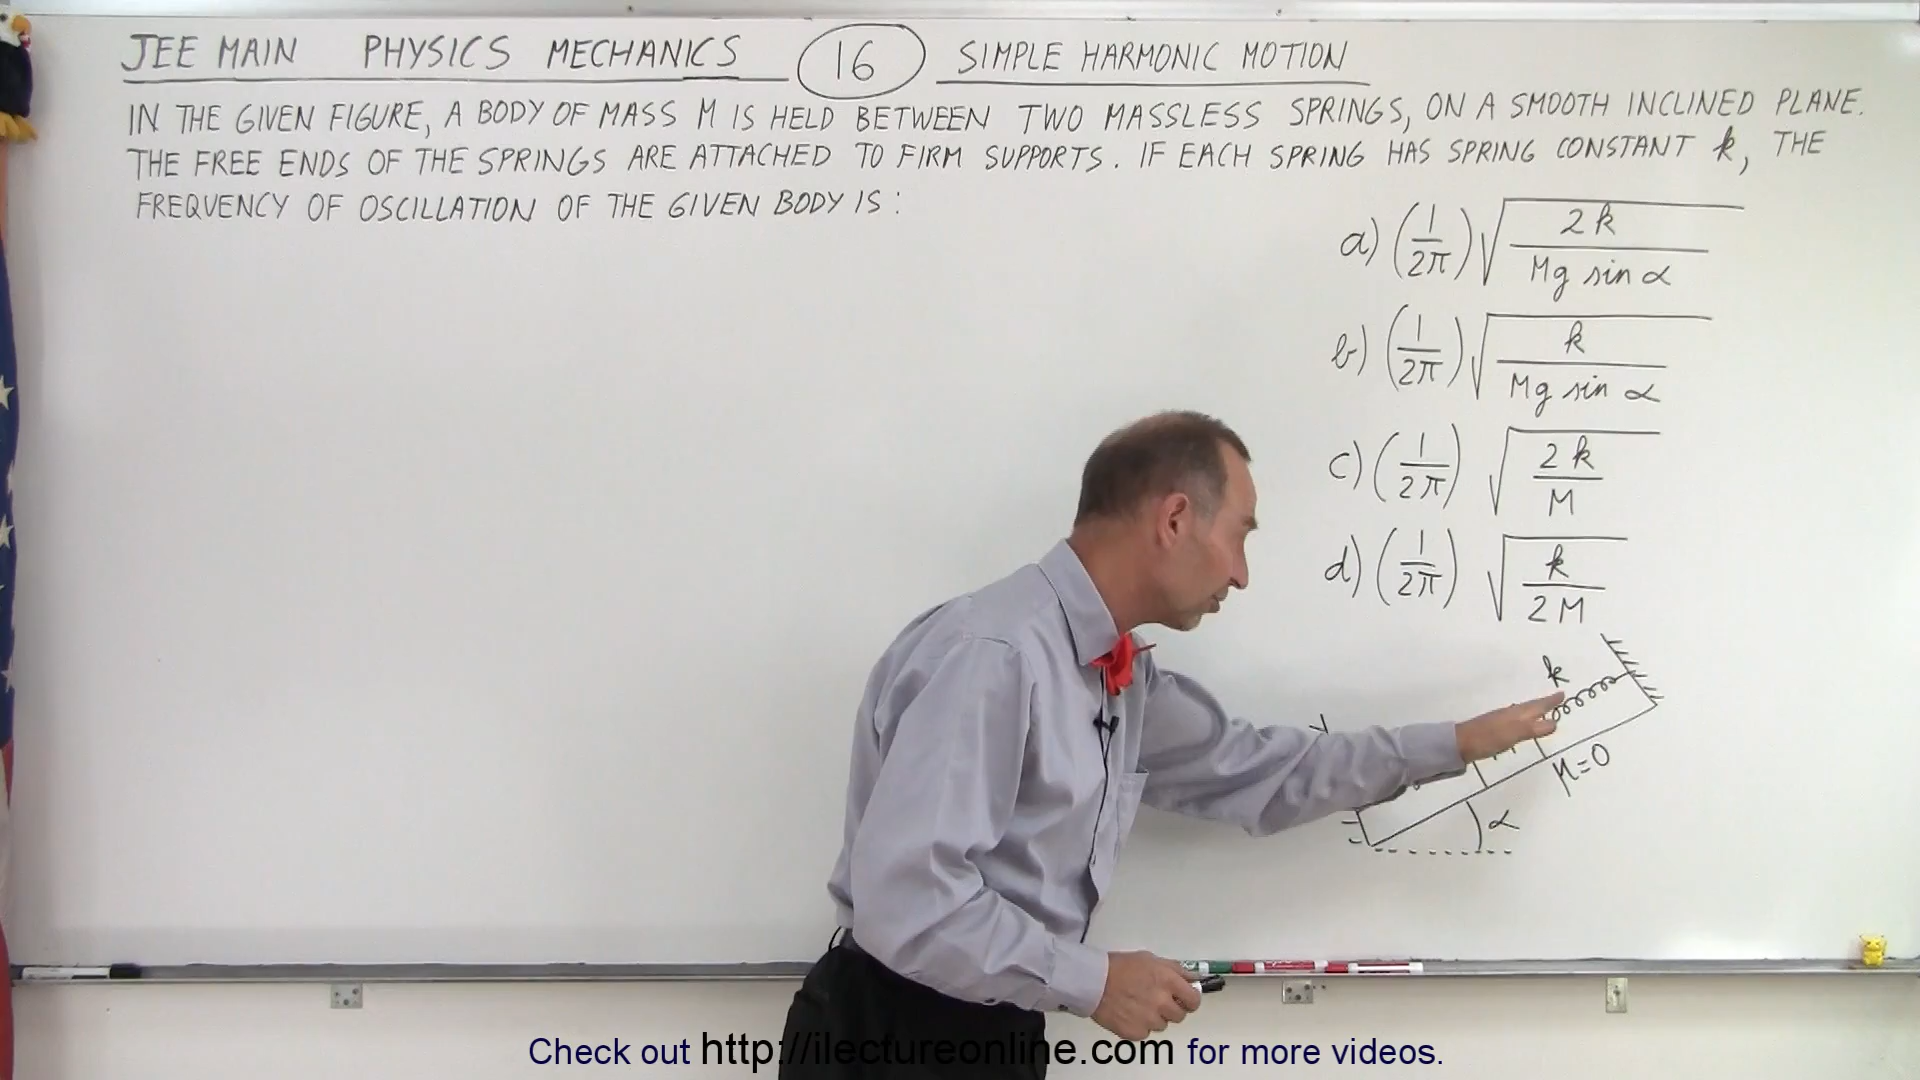 JEE MAIN PHYSICS MECHANICS 16 SIMPLE HARMONIC MOTION
IN THE GIVEN FIGURE, A BODY OF MASS M IS HELD BETWEEN TWO MASSLESS SPRINGS, ON A SMOOTH INCLINED PLANE.
THE FREE ENDS OF THE SPRINGS ARE ATTACHED TO FIRM SUPPORTS. IF EACH SPRING HAS SPRING CONSTANT k, THE
FREQUENCY OF OSCILLATION OF THE GIVEN BODY IS:
a) (1/2π) √(2k/Mg sin α)
b) (1/2π) √(k/Mg sin α)
c) (1/2π) √(2k/M)
d) (1/2π) √(k/2M)
k
μ=0
α
Check out http://ilectureonline.com for more videos.